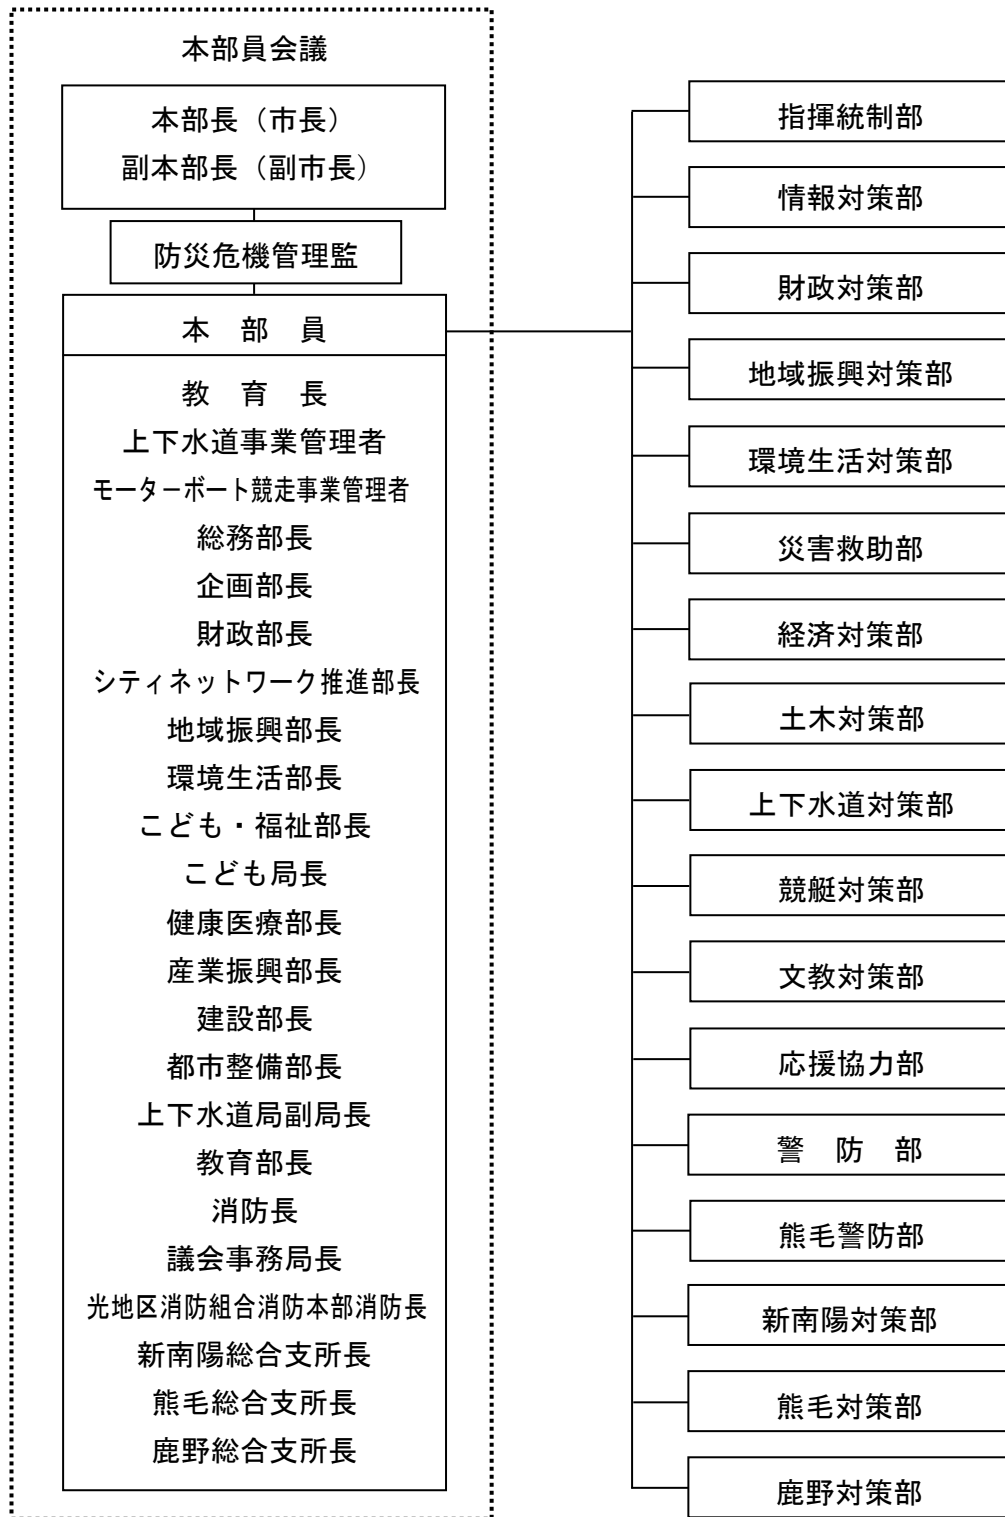 本部員会議
本部長（市長）
副本部長（副市長）
防災危機管理監
本　部　員
教　育　長
上下水道事業管理者
モーターボート競走事業管理者
総務部長
企画部長
財政部長
シティネットワーク推進部長
地域振興部長
環境生活部長
こども・福祉部長
こども局長
健康医療部長
産業振興部長
建設部長
都市整備部長
上下水道局副局長
教育部長
消防長
議会事務局長
光地区消防組合消防本部消防長
新南陽総合支所長
熊毛総合支所長
鹿野総合支所長
指揮統制部
情報対策部
財政対策部
地域振興対策部
環境生活対策部
災害救助部
経済対策部
土木対策部
上下水道対策部
競艇対策部
文教対策部
応援協力部
警　防　部
熊毛警防部
新南陽対策部
熊毛対策部
鹿野対策部